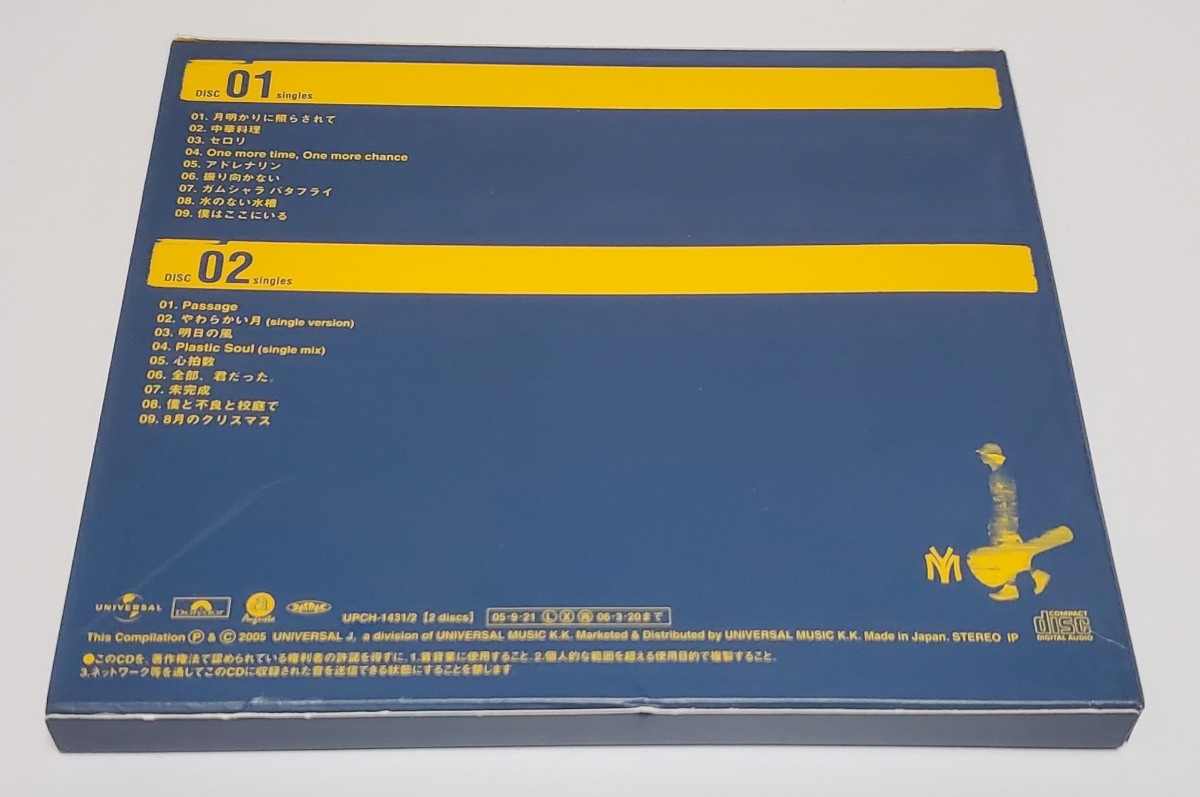 DISC 01 singles
01. 月明かりに照らされて
02. 中華料理
03. セロリ
04. One more time, One more chance
05. アドレナリン
06. 振り向かない
07. ガムシャラ バタフライ
08. 水のない水槽
09. 僕はここにいる
DISC 02 singles
01. Passage
02. やわらかい月 (single version)
03. 明日の風
04. Plastic Soul (single mix)
05. 心拍数
06. 全部、君だった。
07. 未完成
08. 僕と不良と校庭で
09. 8月のクリスマス
YM
UNIVERSAL Polydor UPCH-1431/2 [2 discs] 05・9・21 Ⓛ Ⓧ 再 06・3・20まで
COMPACT disc DIGITAL AUDIO
This Compilation Ⓟ & Ⓒ 2005 UNIVERSAL J, a division of UNIVERSAL MUSIC K.K. Marketed & Distributed by UNIVERSAL MUSIC K.K. Made in Japan. STEREO IP
●このCDを、著作権法で認められている権利者の許諾を得ずに、1.賃貸業に使用すること、2.個人的な範囲を超える使用目的で複製すること、
3.ネットワーク等を通してこのCDに収録された音を送信できる状態にすることを禁します